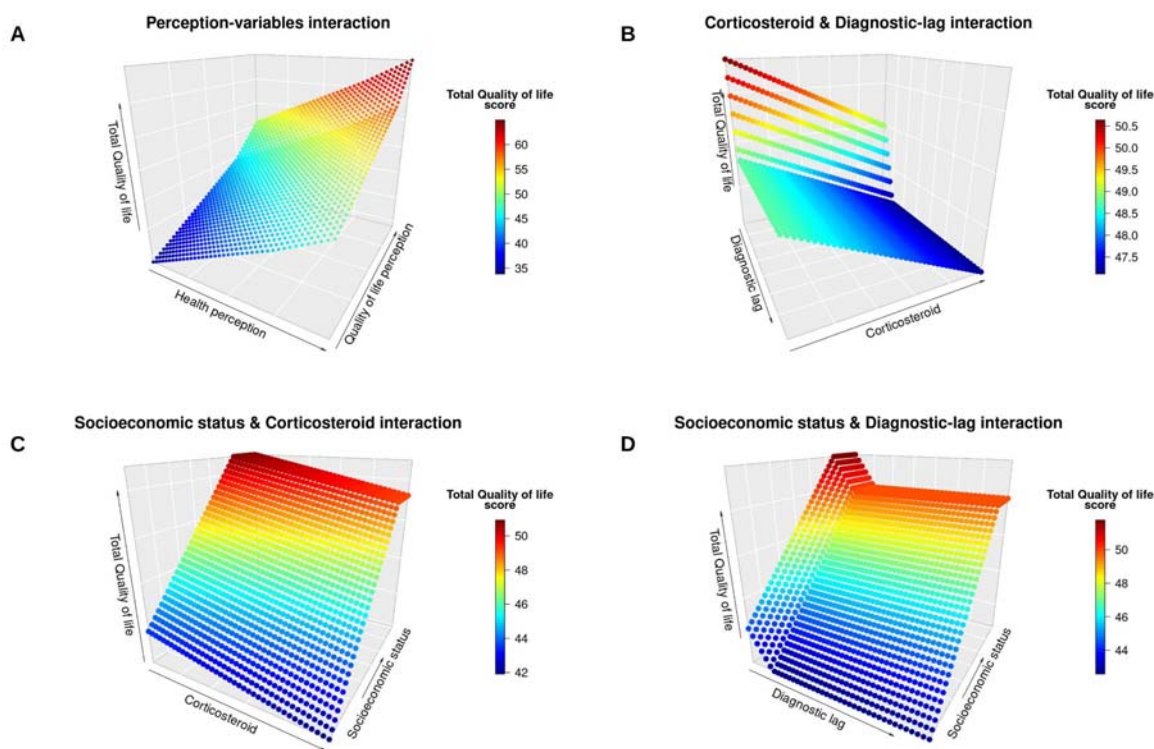 A
Perception-variables interaction
Total Quality of life
Health perception
Quality of life perception
Total Quality of life
score
60
55
50
45
40
35
B
Corticosteroid & Diagnostic-lag interaction
Total Quality of life
Diagnostic lag
Corticosteroid
Total Quality of life
score
50.5
50.0
49.5
49.0
48.5
48.0
47.5
C
Socioeconomic status & Corticosteroid interaction
Total Quality of life
Corticosteroid
Socioeconomic status
Total Quality of life
score
50
48
46
44
42
D
Socioeconomic status & Diagnostic-lag interaction
Total Quality of life
Diagnostic lag
Socioeconomic status
Total Quality of life
score
50
48
46
44